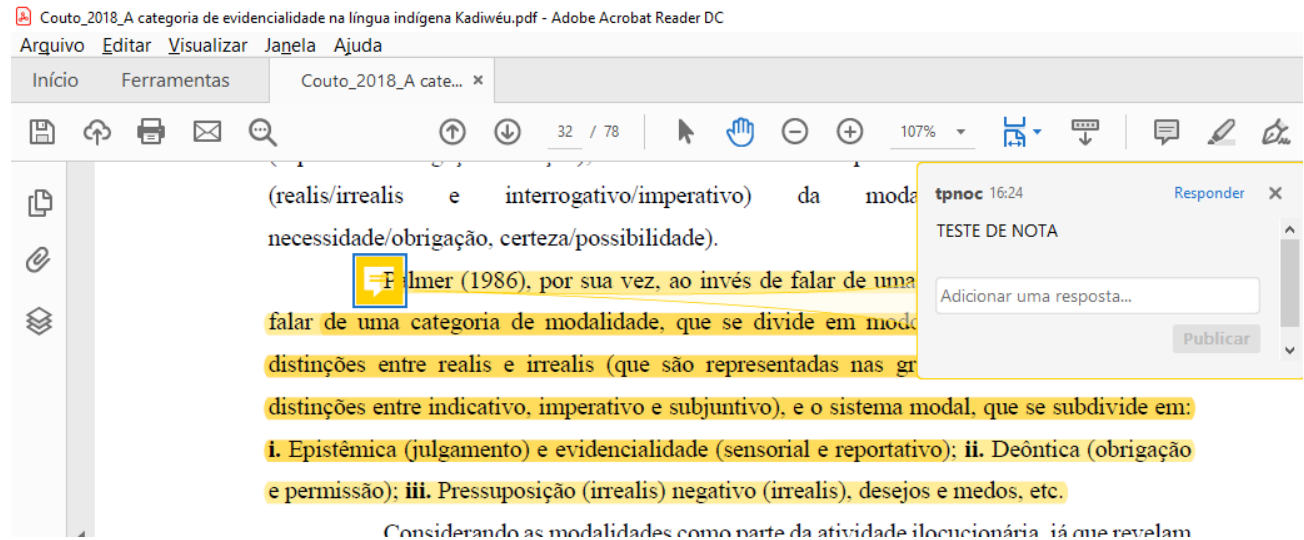 Couto_2018_A categoria de evidencialidade na língua indígena Kadiwéu.pdf - Adobe Acrobat Reader DC
Arquivo Editar Visualizar Janela Ajuda
Início Ferramentas Couto_2018_A cate... ×
32 / 78 107%
(realis/irrealis e interrogativo/imperativo) da moda
necessidade/obrigação, certeza/possibilidade).
Palmer (1986), por sua vez, ao invés de falar de uma
falar de uma categoria de modalidade, que se divide em modo
distinções entre realis e irrealis (que são representadas nas gr
distinções entre indicativo, imperativo e subjuntivo), e o sistema modal, que se subdivide em:
i. Epistêmica (julgamento) e evidencialidade (sensorial e reportativo); ii. Deôntica (obrigação
e permissão); iii. Pressuposição (irrealis) negativo (irrealis), desejos e medos, etc.
Considerando as modalidades como parte da atividade ilocucionária, já que revelam
tpnoc 16:24 Responder ×
TESTE DE NOTA
Adicionar uma resposta...
Publicar